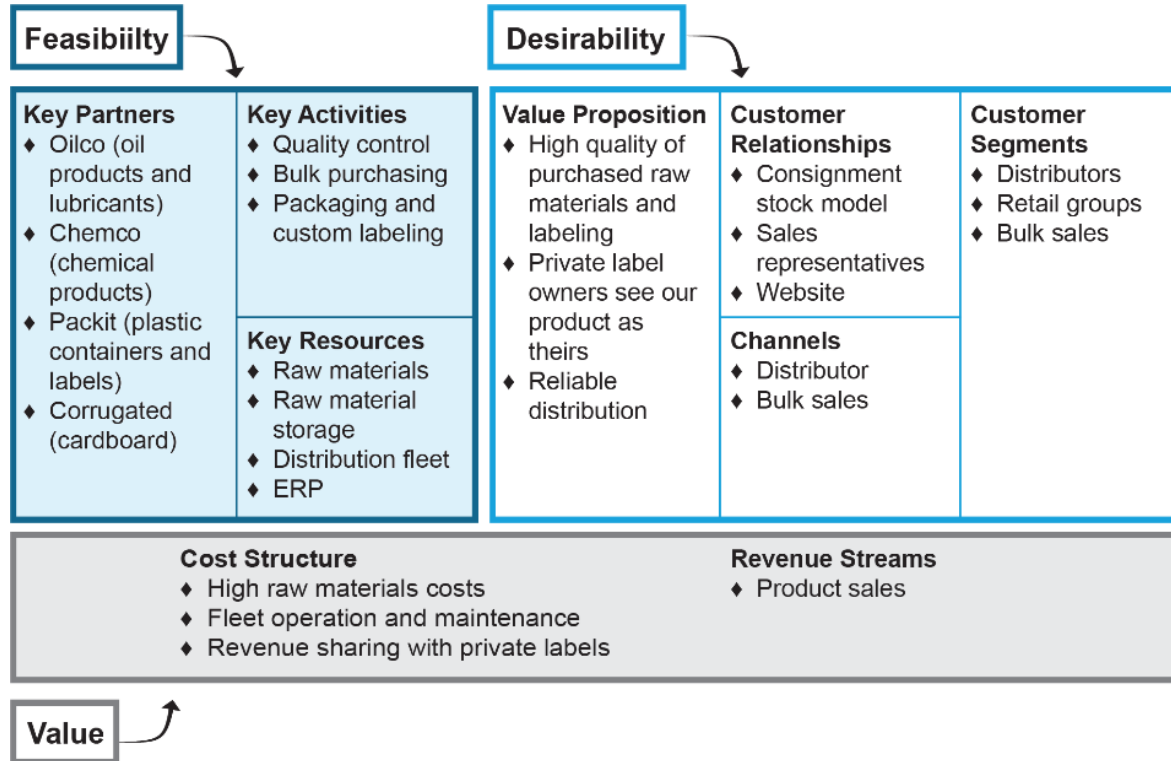 Feasibiilty
Desirability
Key Partners
♦ Oilco (oil
products and
lubricants)
♦ Chemco
(chemical
products)
♦ Packit (plastic
containers and
labels)
♦ Corrugated
(cardboard)
Key Activities
♦ Quality control
♦ Bulk purchasing
♦ Packaging and
custom labeling
Key Resources
♦ Raw materials
♦ Raw material
storage
♦ Distribution fleet
♦ ERP
Value Proposition
♦ High quality of
purchased raw
materials and
labeling
♦ Private label
owners see our
product as
theirs
♦ Reliable
distribution
Customer
Relationships
♦ Consignment
stock model
♦ Sales
representatives
♦ Website
Channels
♦ Distributor
♦ Bulk sales
Customer
Segments
♦ Distributors
♦ Retail groups
♦ Bulk sales
Cost Structure
♦ High raw materials costs
♦ Fleet operation and maintenance
♦ Revenue sharing with private labels
Revenue Streams
♦ Product sales
Value